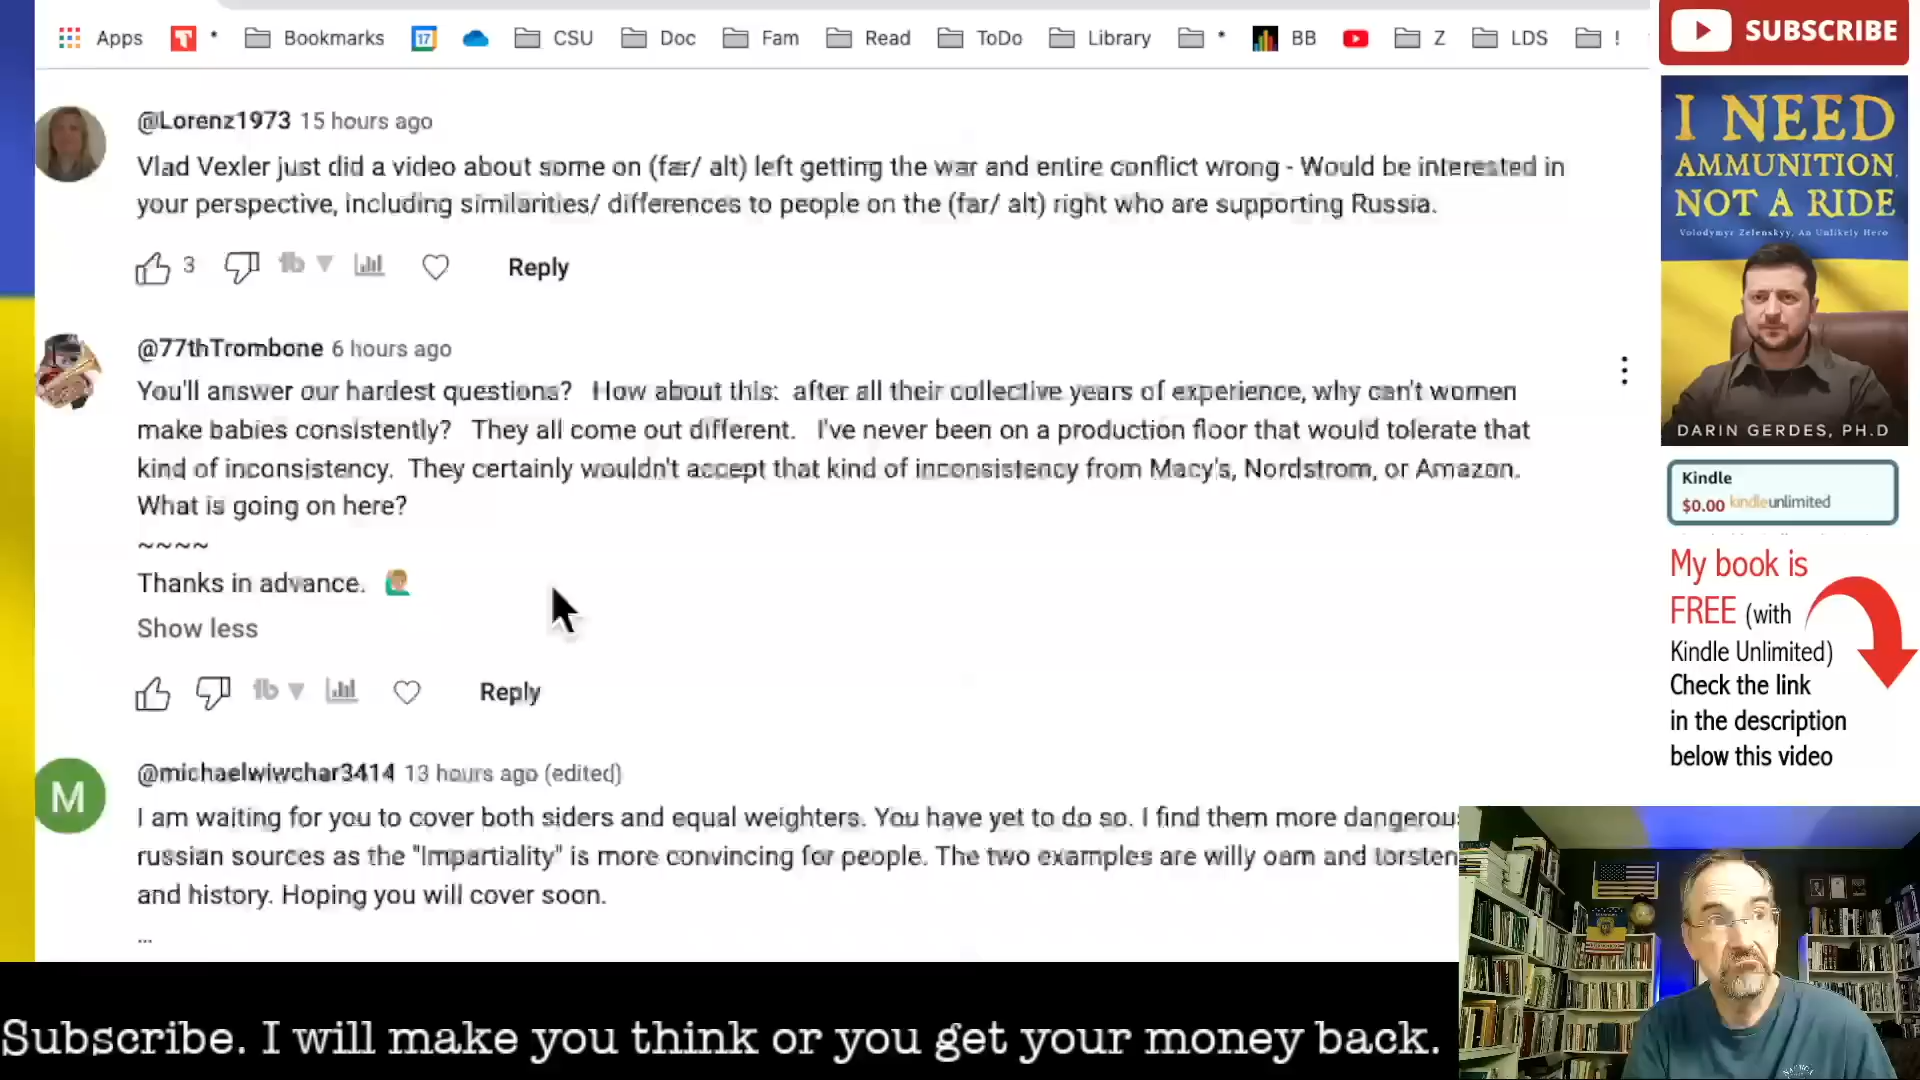 Apps
*
Bookmarks
17
CSU
Doc
Fam
Read
ToDo
Library
*
BB
Z
LDS
!
SUBSCRIBE
@Lorenz1973 15 hours ago
Vlad Vexler just did a video about some on (far/ alt) left getting the war and entire conflict wrong - Would be interested in
your perspective, including similarities/ differences to people on the (far/ alt) right who are supporting Russia.
3
Reply
@77thTrombone 6 hours ago
You'll answer our hardest questions? How about this: after all their collective years of experience, why can't women
make babies consistently? They all come out different. I've never been on a production floor that would tolerate that
kind of inconsistency. They certainly wouldn't accept that kind of inconsistency from Macy's, Nordstrom, or Amazon.
What is going on here?
~~~~
Thanks in advance.
Show less
Reply
M
@michaelwiwchar3414 13 hours ago (edited)
I am waiting for you to cover both siders and equal weighters. You have yet to do so. I find them more dangerous
russian sources as the "Impartiality" is more convincing for people. The two examples are willy oam and torsten
and history. Hoping you will cover soon.
...
I NEED
AMMUNITION,
NOT A RIDE
Volodymyr Zelenskyy, An Unlikely Hero
DARIN GERDES, PH.D
Kindle
$0.00 kindleunlimited
My book is
FREE (with
Kindle Unlimited)
Check the link
in the description
below this video
Subscribe. I will make you think or you get your money back.